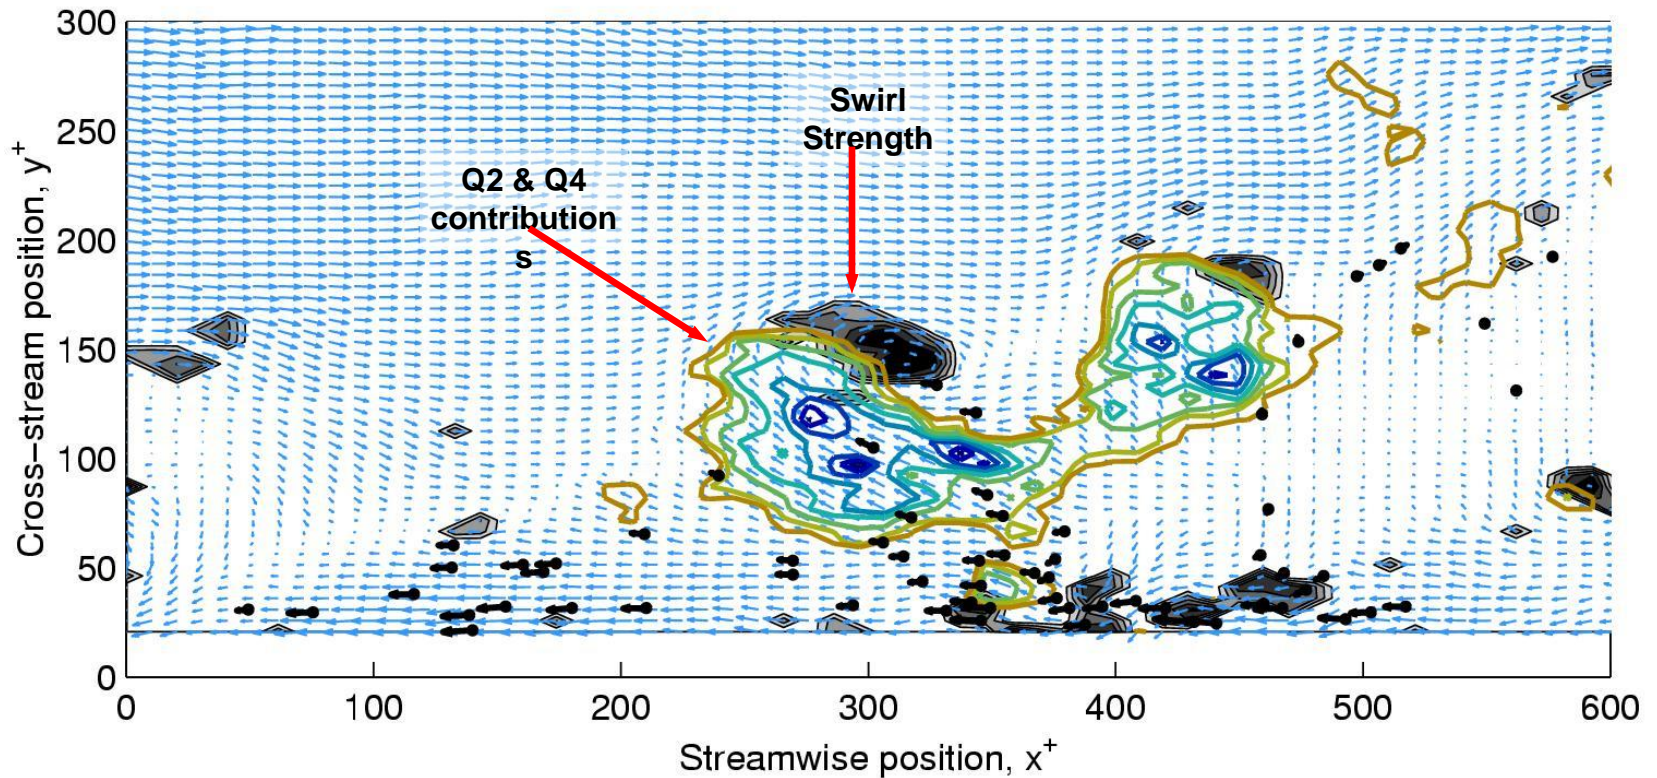 300
250
200
150
100
50
0
Cross-stream position, y+
Swirl
Strength
Q2 & Q4
contribution
s
0 100 200 300 400 500 600
Streamwise position, x+